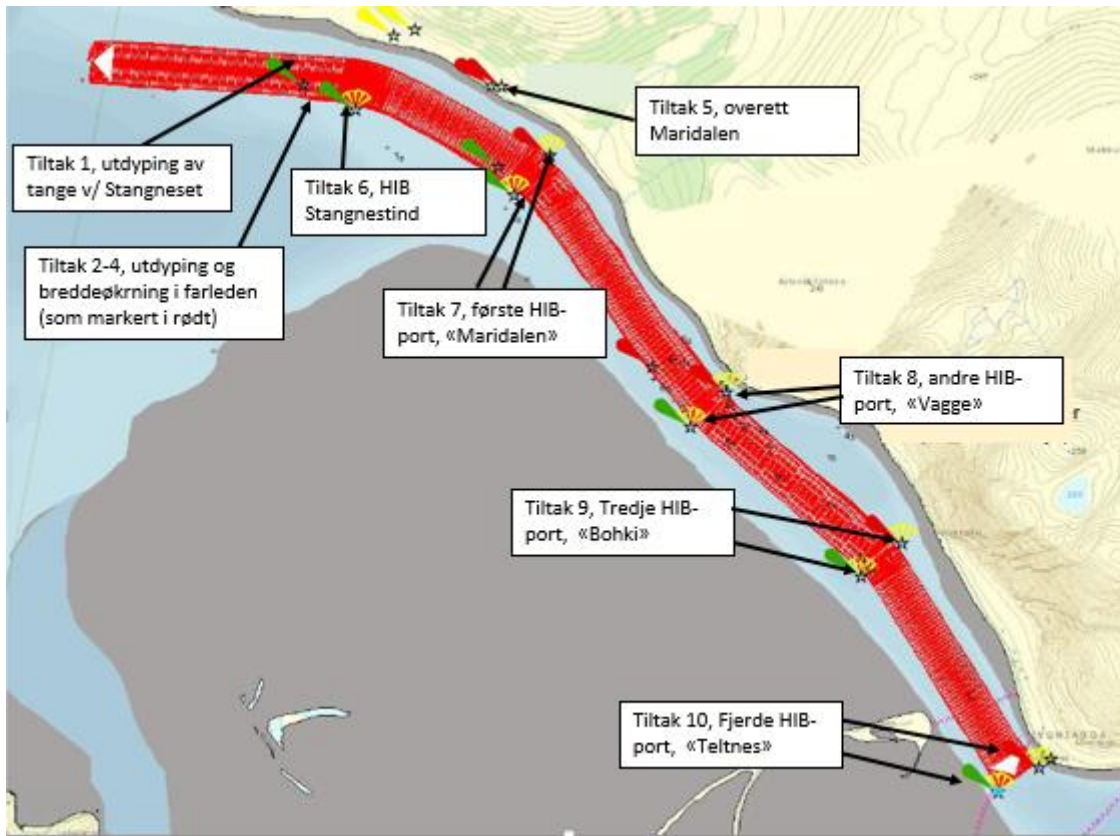 Tiltak 5, overett
Maridalen
Tiltak 1, utdyping av
tange v/ Stangneset
Tiltak 6, HIB
Stangnestind
Tiltak 2-4, utdyping og
breddeøkrning i farleden
(som markert i rødt)
Tiltak 7, første HIB-
port, «Maridalen»
Tiltak 8, andre HIB-
port, «Vagge»
Tiltak 9, Tredje HIB-
port, «Bohki»
Tiltak 10, Fjerde HIB-
port, «Teltnes»